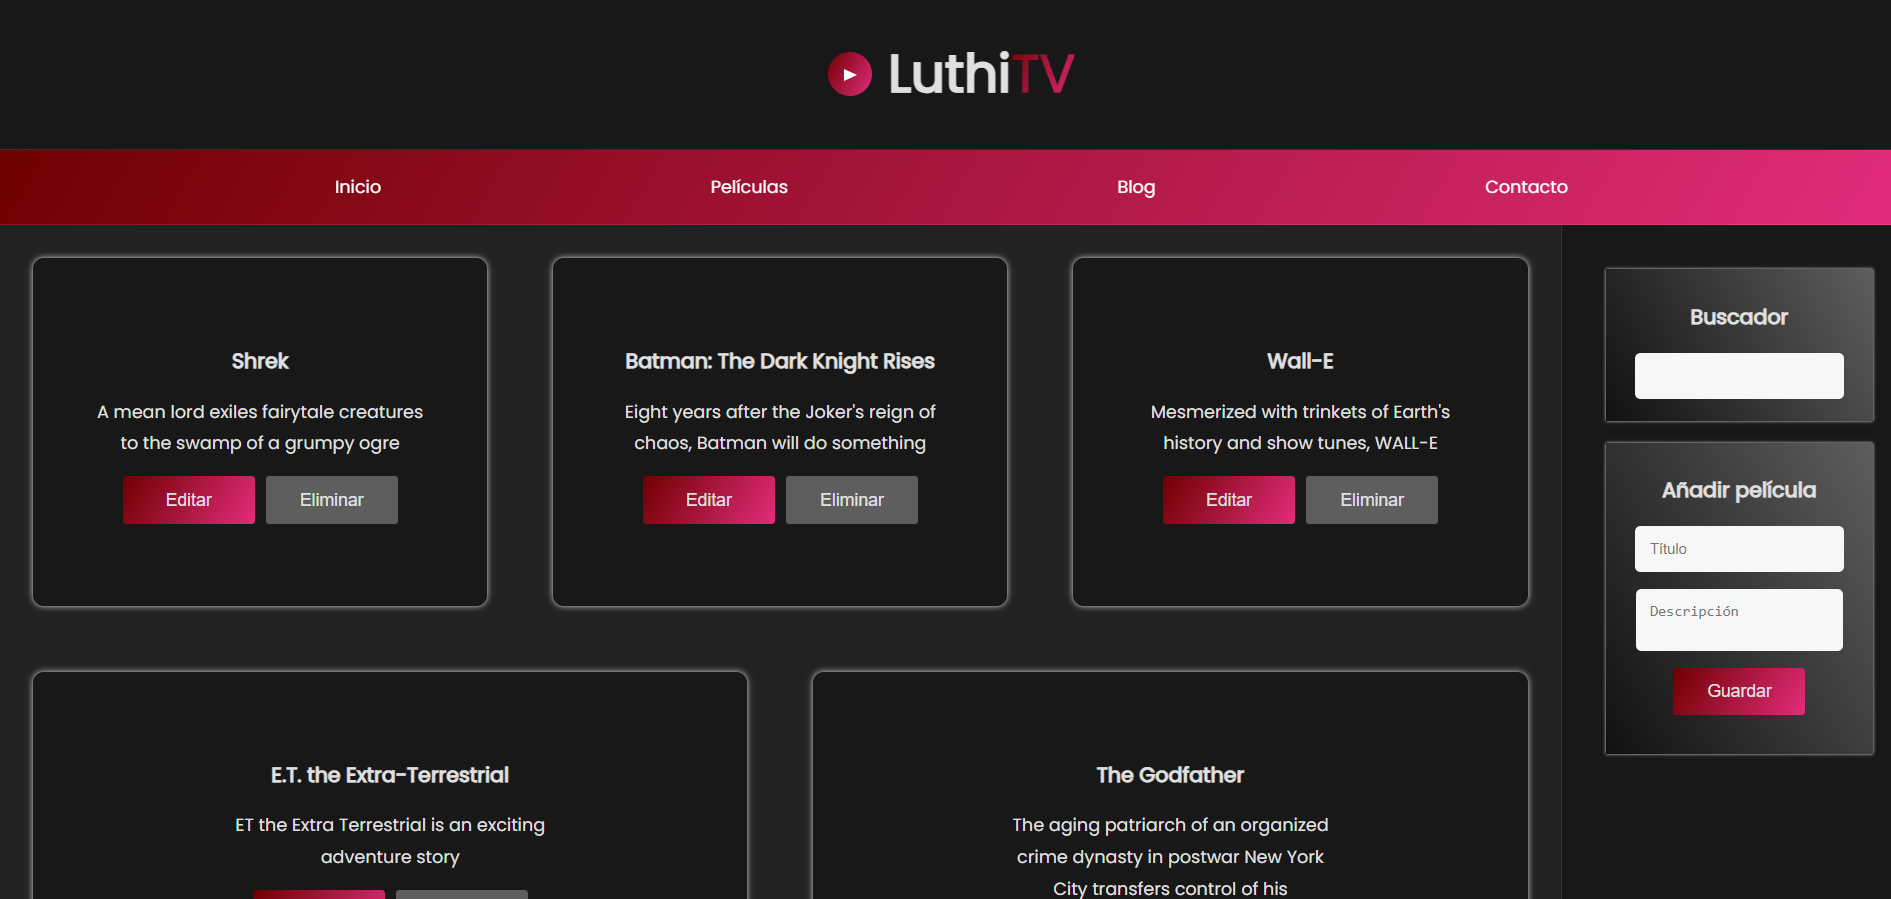 LuthiTV
Inicio
Películas
Blog
Contacto
Shrek
A mean lord exiles fairytale creatures
to the swamp of a grumpy ogre
Editar
Eliminar
Batman: The Dark Knight Rises
Eight years after the Joker's reign of
chaos, Batman will do something
Editar
Eliminar
Wall-E
Mesmerized with trinkets of Earth's
history and show tunes, WALL-E
Editar
Eliminar
E.T. the Extra-Terrestrial
ET the Extra Terrestrial is an exciting
adventure story
The Godfather
The aging patriarch of an organized
crime dynasty in postwar New York
City transfers control of his
Buscador
Añadir película
Título
Descripción
Guardar